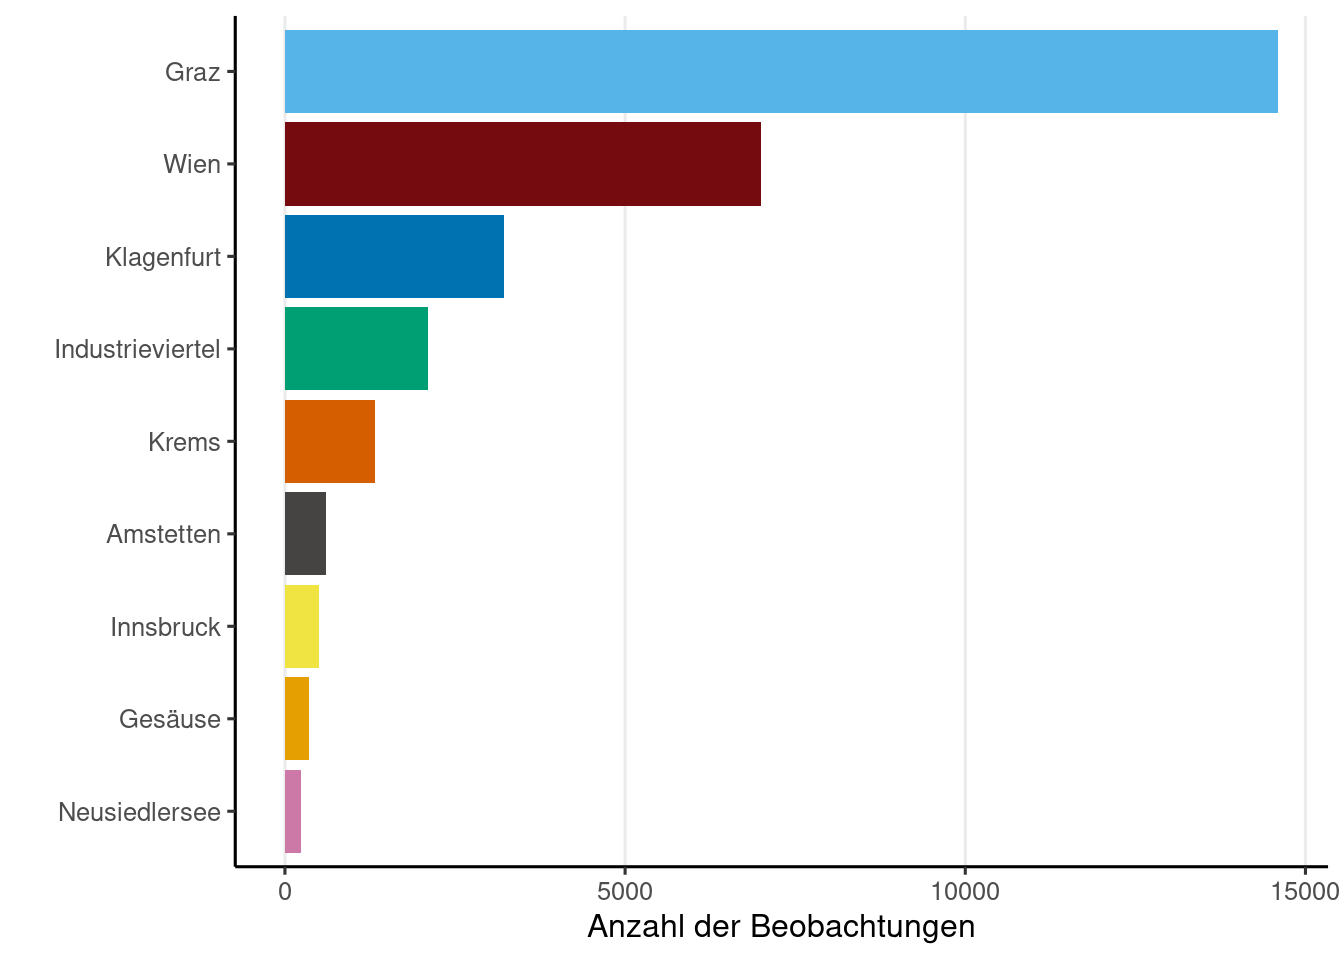 Graz
Wien
Klagenfurt
Industrieviertel
Krems
Amstetten
Innsbruck
Gesäuse
Neusiedlersee
0 5000 10000 15000
Anzahl der Beobachtungen